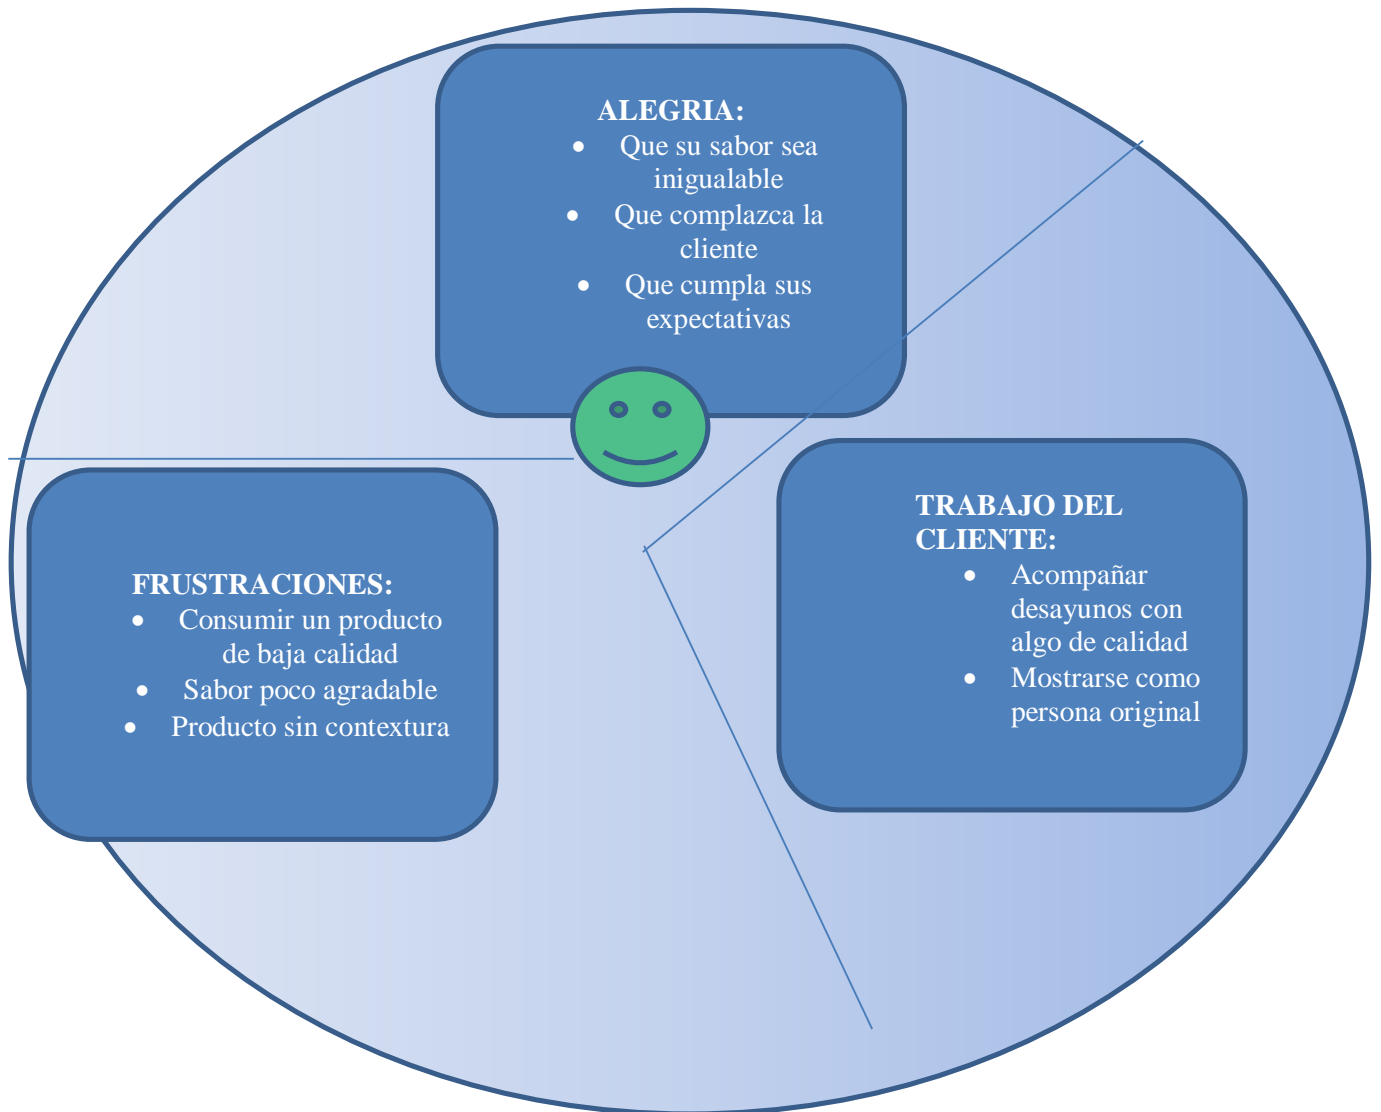 ALEGRIA:
• Que su sabor sea
inigualable
• Que complazca la
cliente
• Que cumpla sus
expectativas
FRUSTRACIONES:
• Consumir un producto
de baja calidad
• Sabor poco agradable
• Producto sin contextura
TRABAJO DEL
CLIENTE:
• Acompañar
desayunos con
algo de calidad
• Mostrarse como
persona original